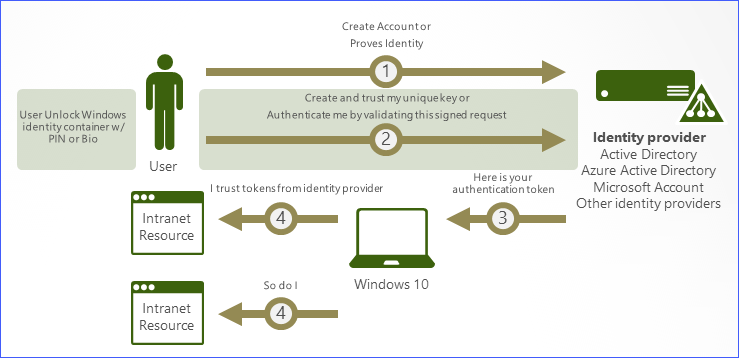 Create Account or
Proves Identity
1
User Unlock Windows
identity container w/
PIN or Bio
User
Create and trust my unique key or
Authenticate me by validating this signed request
2
Identity provider
Active Directory
Azure Active Directory
Microsoft Account
Other identity providers
Here is your
authentication token
3
I trust tokens from identity provider
4
Intranet
Resource
Windows 10
So do I
4
Intranet
Resource